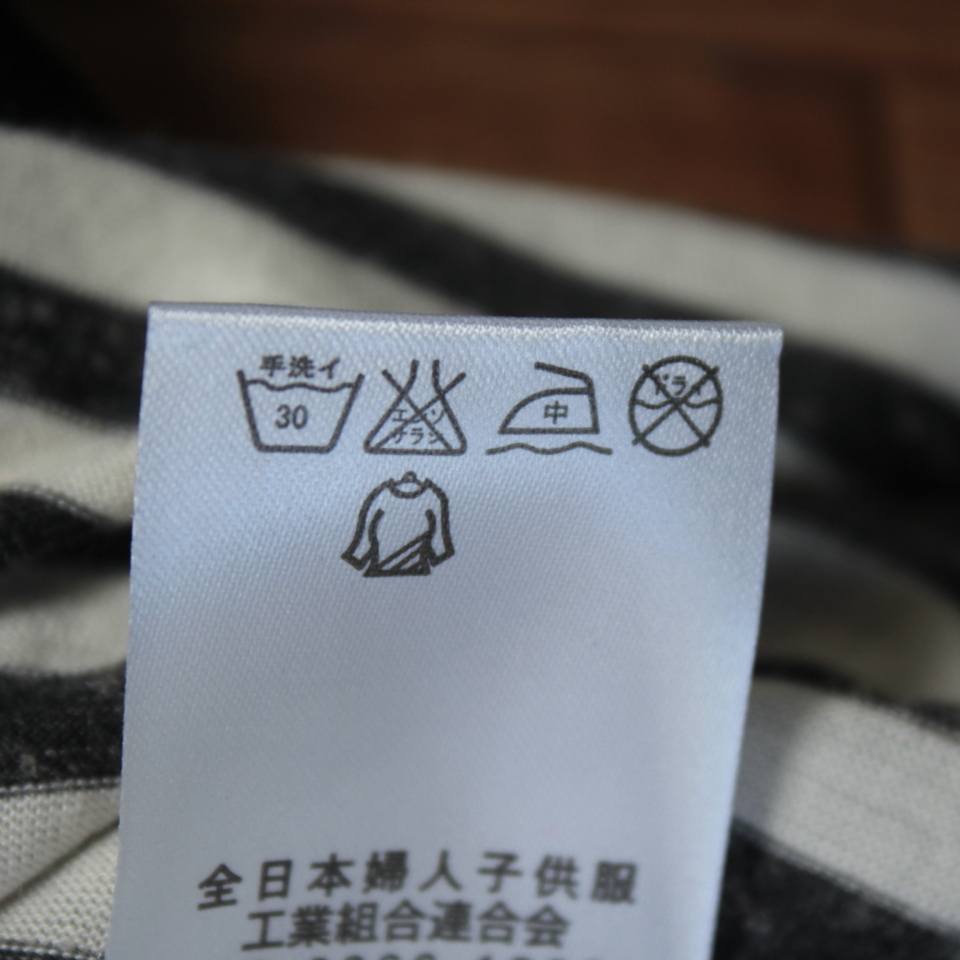 手洗イ
30
エンソ
サラシ
中
ドライ
全日本婦人子供服
工業組合連合会